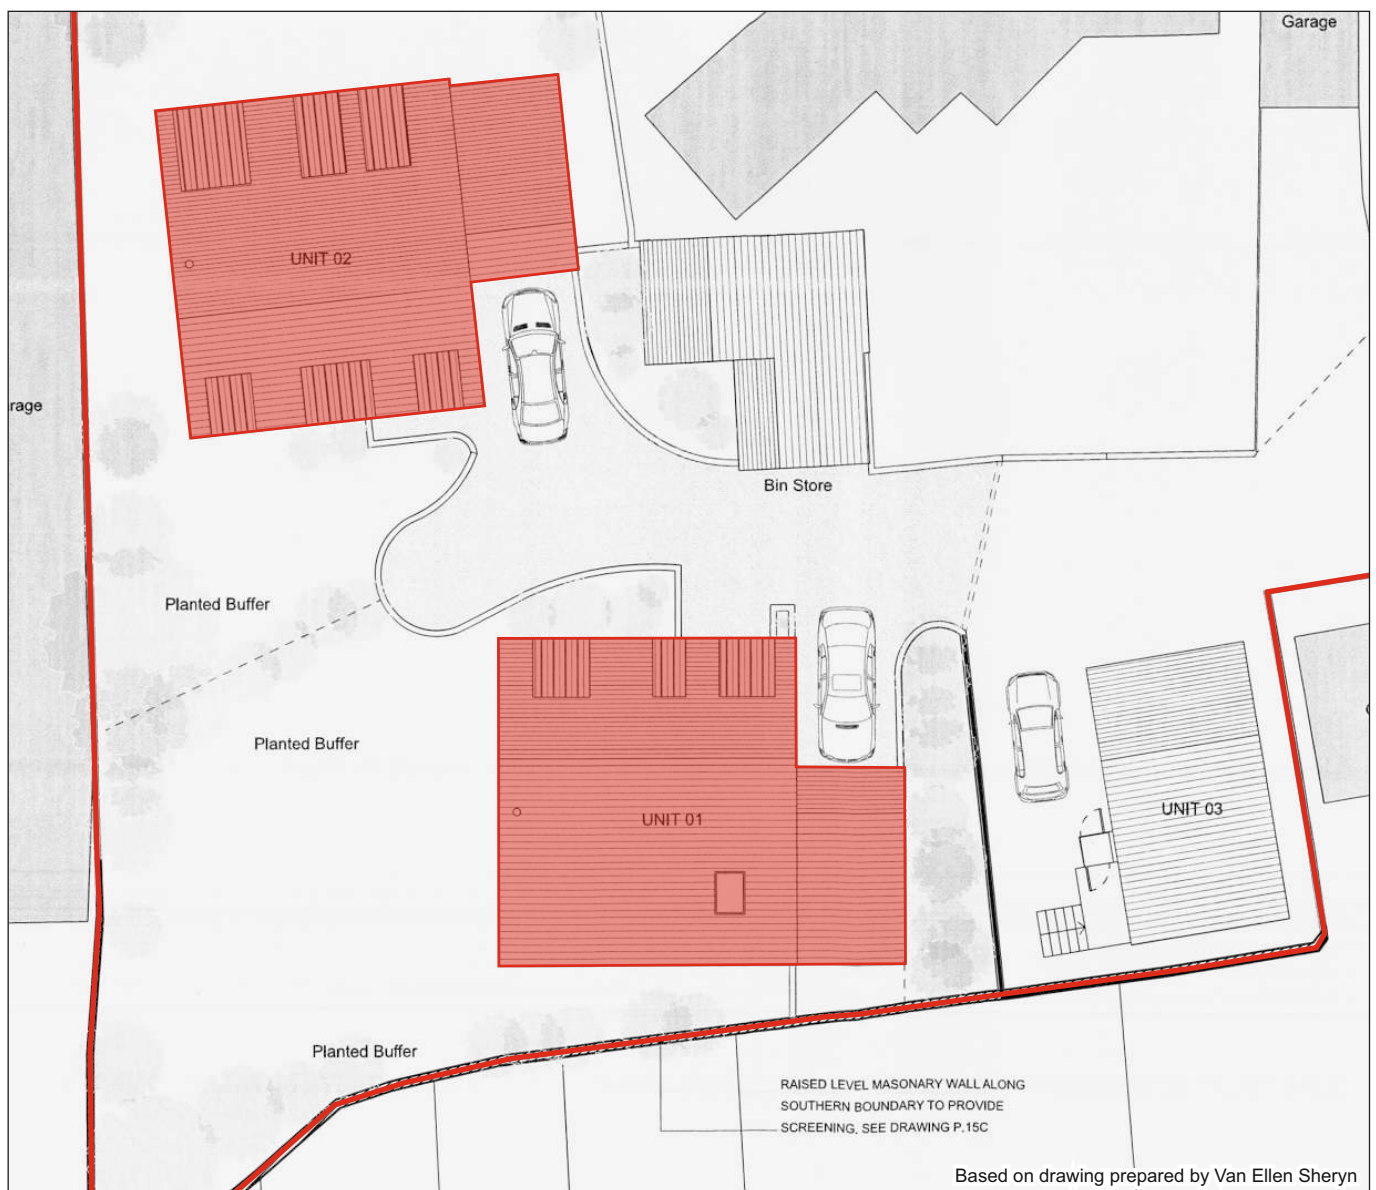 Garage
UNIT 02
rage
Bin Store
Planted Buffer
Planted Buffer
UNIT 03
UNIT 01
Planted Buffer
RAISED LEVEL MASONARY WALL ALONG
SOUTHERN BOUNDARY TO PROVIDE
SCREENING, SEE DRAWING P.15C
Based on drawing prepared by Van Ellen Sheryn